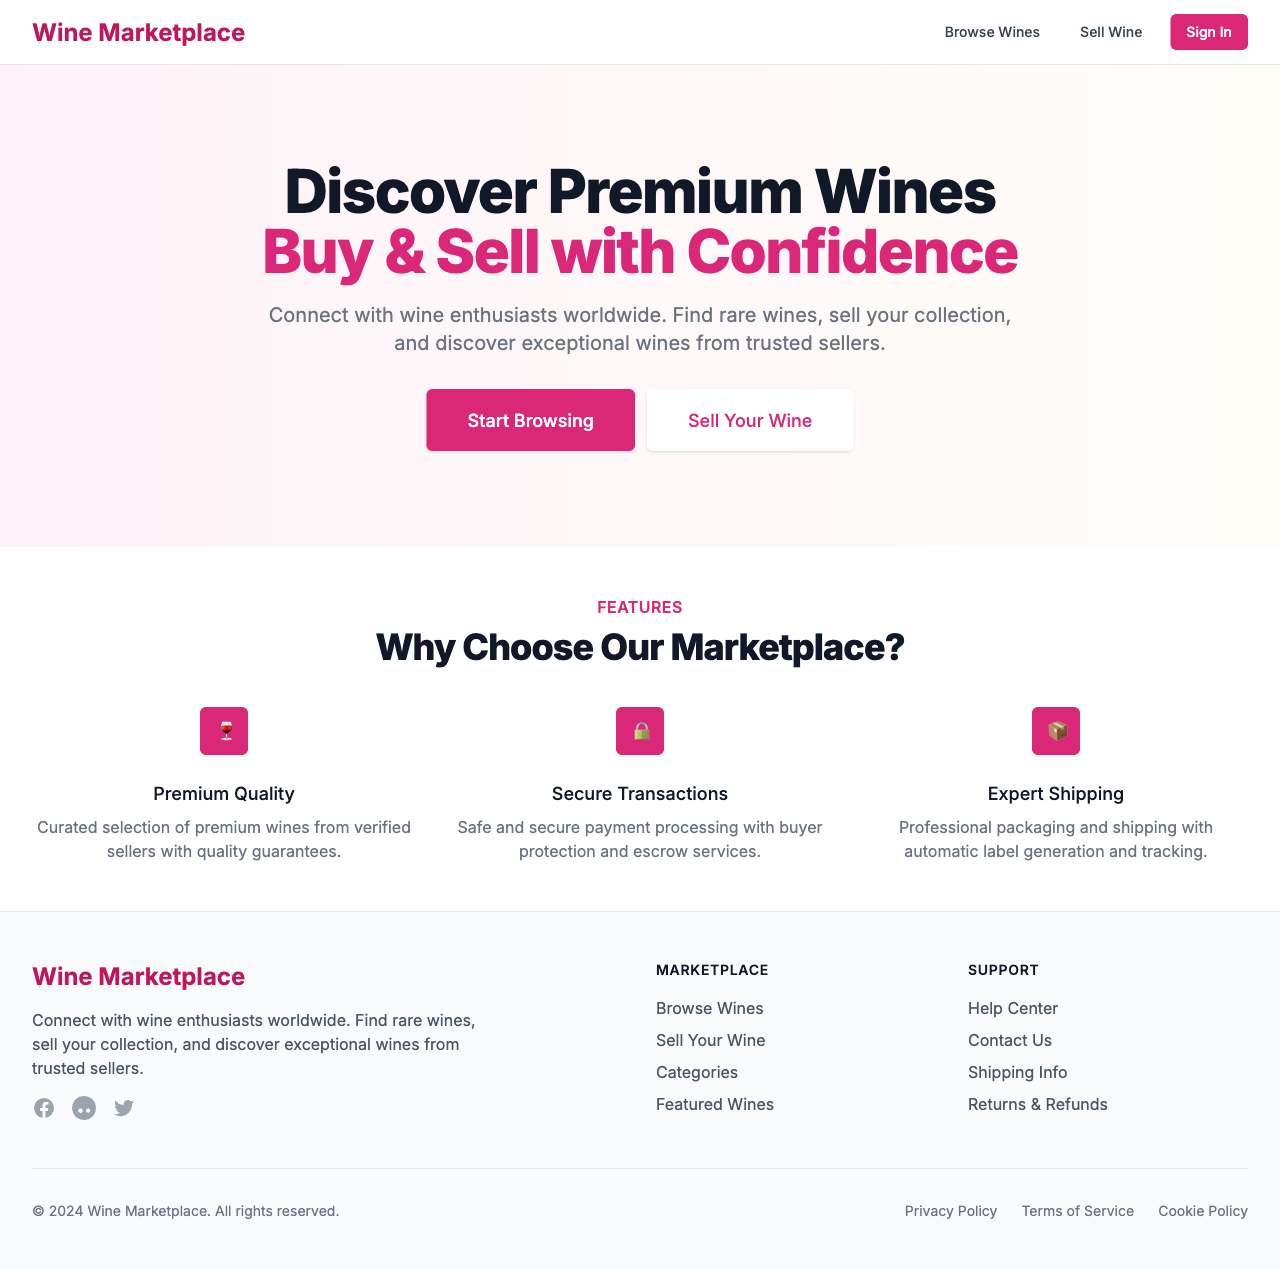 Wine Marketplace
Browse Wines
Sell Wine
Sign In
Discover Premium Wines
Buy & Sell with Confidence
Connect with wine enthusiasts worldwide. Find rare wines, sell your collection,
and discover exceptional wines from trusted sellers.
Start Browsing
Sell Your Wine
FEATURES
Why Choose Our Marketplace?
Premium Quality
Curated selection of premium wines from verified
sellers with quality guarantees.
Secure Transactions
Safe and secure payment processing with buyer
protection and escrow services.
Expert Shipping
Professional packaging and shipping with
automatic label generation and tracking.
Wine Marketplace
Connect with wine enthusiasts worldwide. Find rare wines,
sell your collection, and discover exceptional wines from
trusted sellers.
MARKETPLACE
Browse Wines
Sell Your Wine
Categories
Featured Wines
SUPPORT
Help Center
Contact Us
Shipping Info
Returns & Refunds
© 2024 Wine Marketplace. All rights reserved.
Privacy Policy
Terms of Service
Cookie Policy